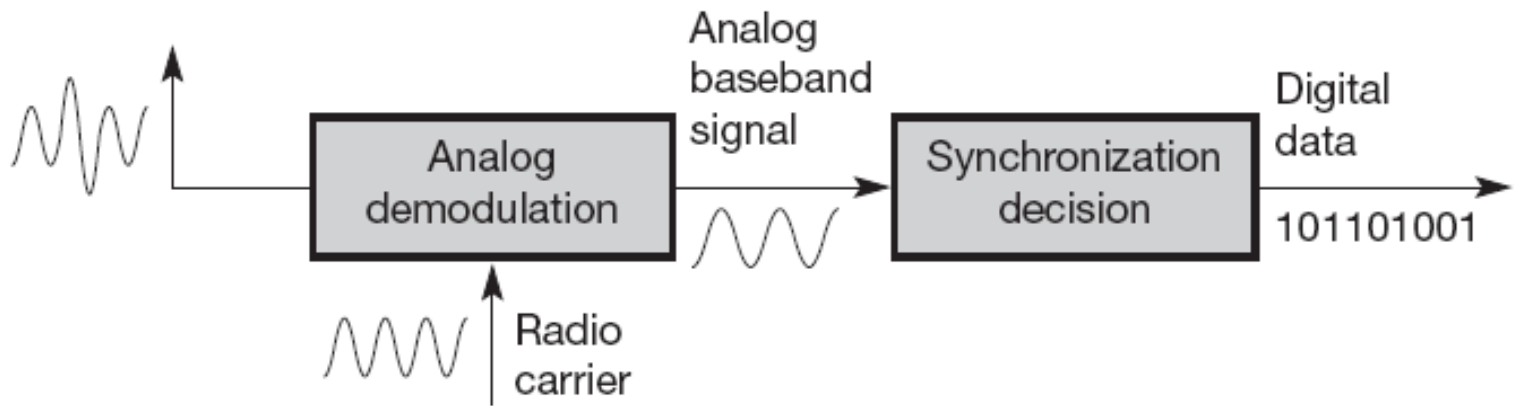 Analog
baseband
signal
Digital
data
Analog
demodulation
Synchronization
decision
101101001
Radio
carrier